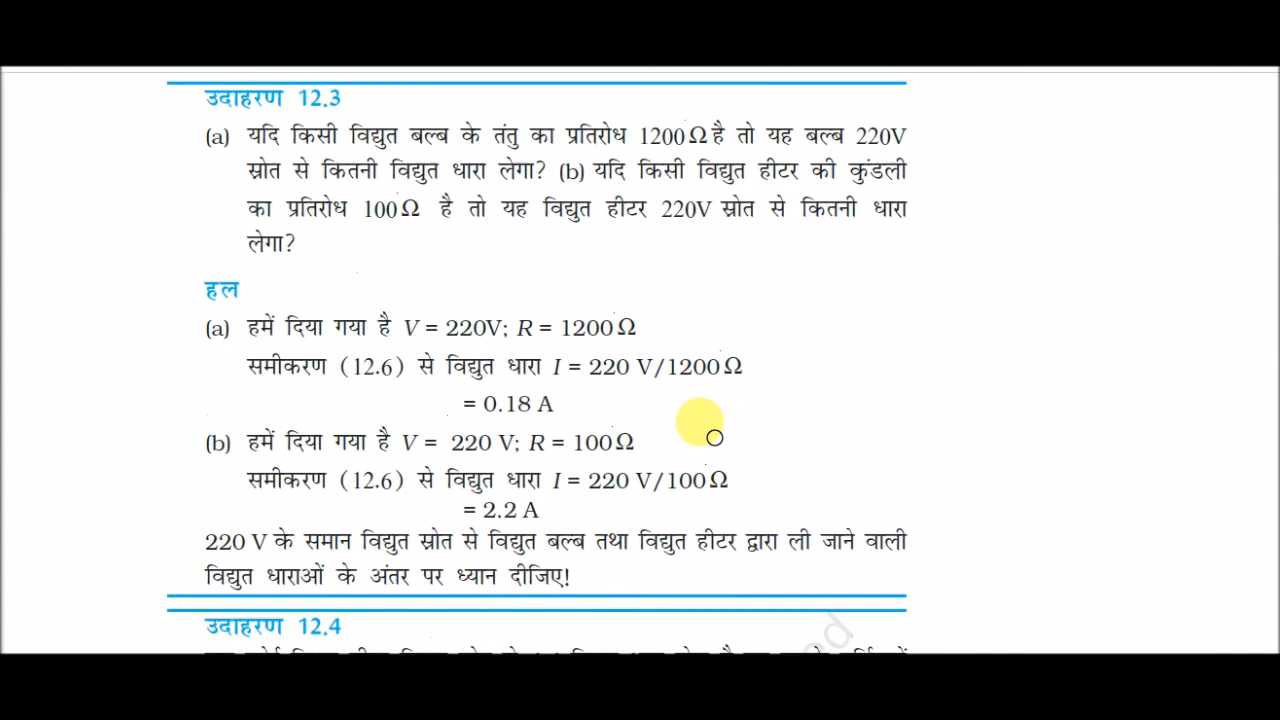 उदाहरण 12.3
(a) यदि किसी विद्युत बल्ब के तंतु का प्रतिरोध 1200 Ω है तो यह बल्ब 220V
स्रोत से कितनी विद्युत धारा लेगा? (b) यदि किसी विद्युत हीटर की कुंडली
का प्रतिरोध 100 Ω है तो यह विद्युत हीटर 220V स्रोत से कितनी धारा
लेगा?
हल
(a) हमें दिया गया है V = 220V; R = 1200 Ω
समीकरण (12.6) से विद्युत धारा I = 220 V/1200 Ω
= 0.18 A
(b) हमें दिया गया है V = 220 V; R = 100 Ω
समीकरण (12.6) से विद्युत धारा I = 220 V/100 Ω
= 2.2 A
220 V के समान विद्युत स्रोत से विद्युत बल्ब तथा विद्युत हीटर द्वारा ली जाने वाली
विद्युत धाराओं के अंतर पर ध्यान दीजिए!
उदाहरण 12.4